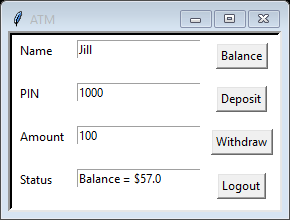 ATM
Name Jill Balance
PIN 1000 Deposit
Amount 100 Withdraw
Status Balance = $57.0 Logout